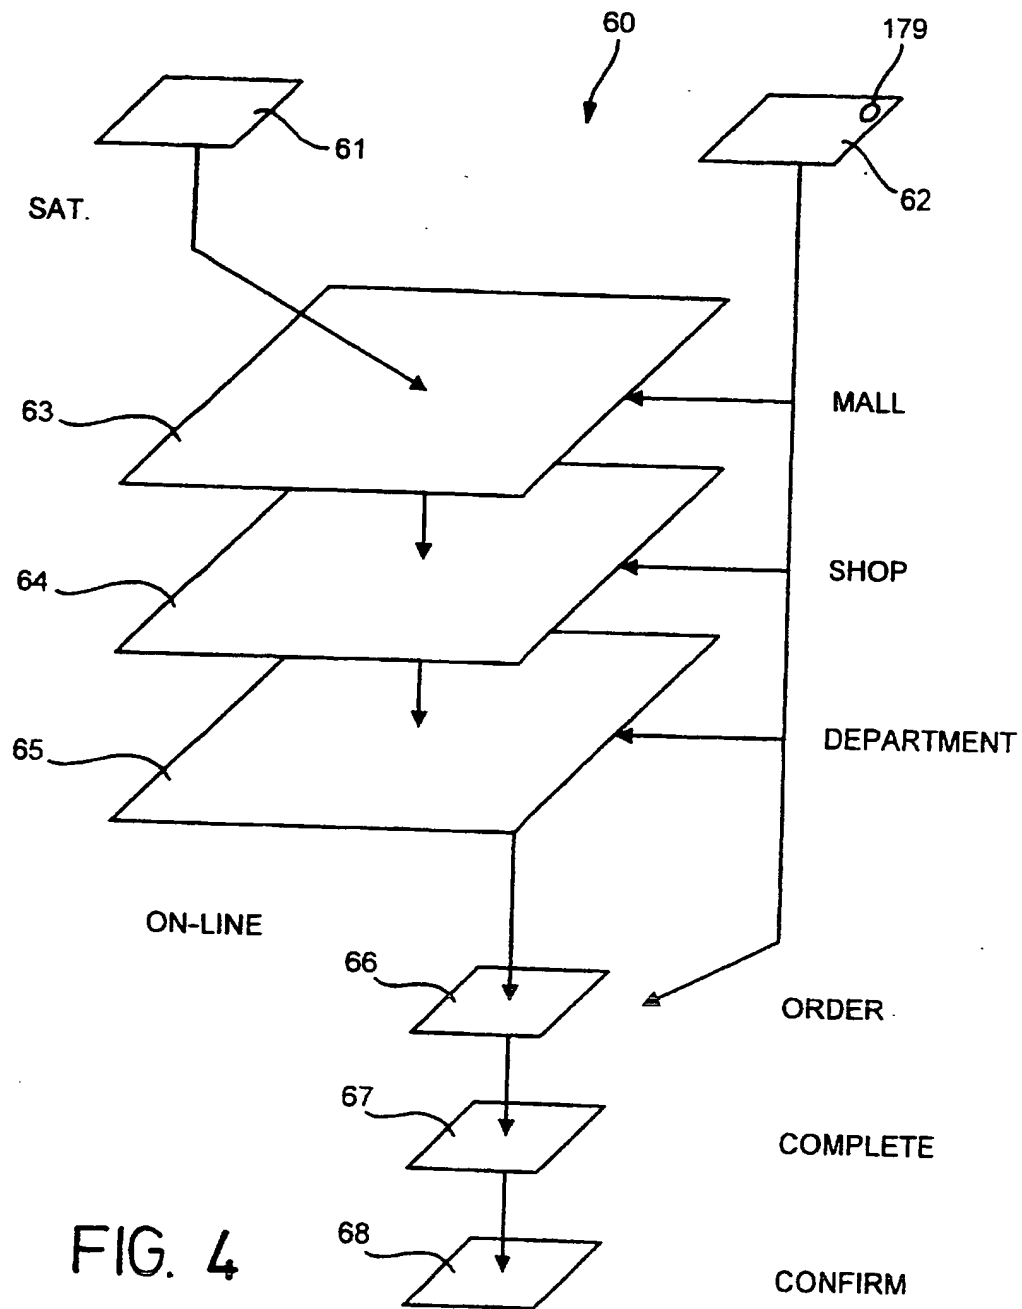 60
179
61
62
SAT.
63
MALL
64
SHOP
65
DEPARTMENT
ON-LINE
66
ORDER
67
COMPLETE
68
CONFIRM
FIG. 4